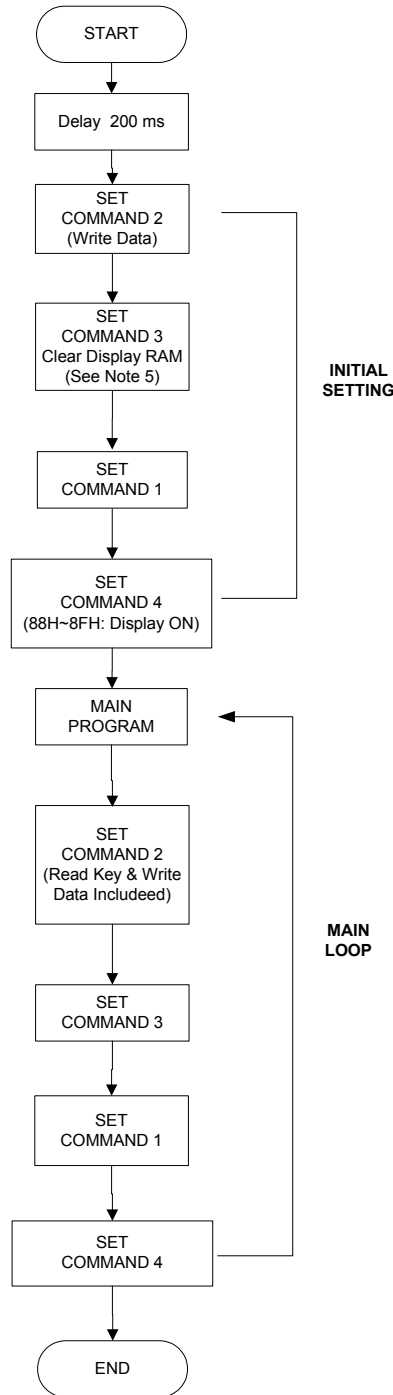 START
Delay 200 ms
SET
COMMAND 2
(Write Data)
SET
COMMAND 3
Clear Display RAM
(See Note 5)
INITIAL
SETTING
SET
COMMAND 1
SET
COMMAND 4
(88H~8FH: Display ON)
MAIN
PROGRAM
SET
COMMAND 2
(Read Key & Write
Data Includeed)
MAIN
LOOP
SET
COMMAND 3
SET
COMMAND 1
SET
COMMAND 4
END